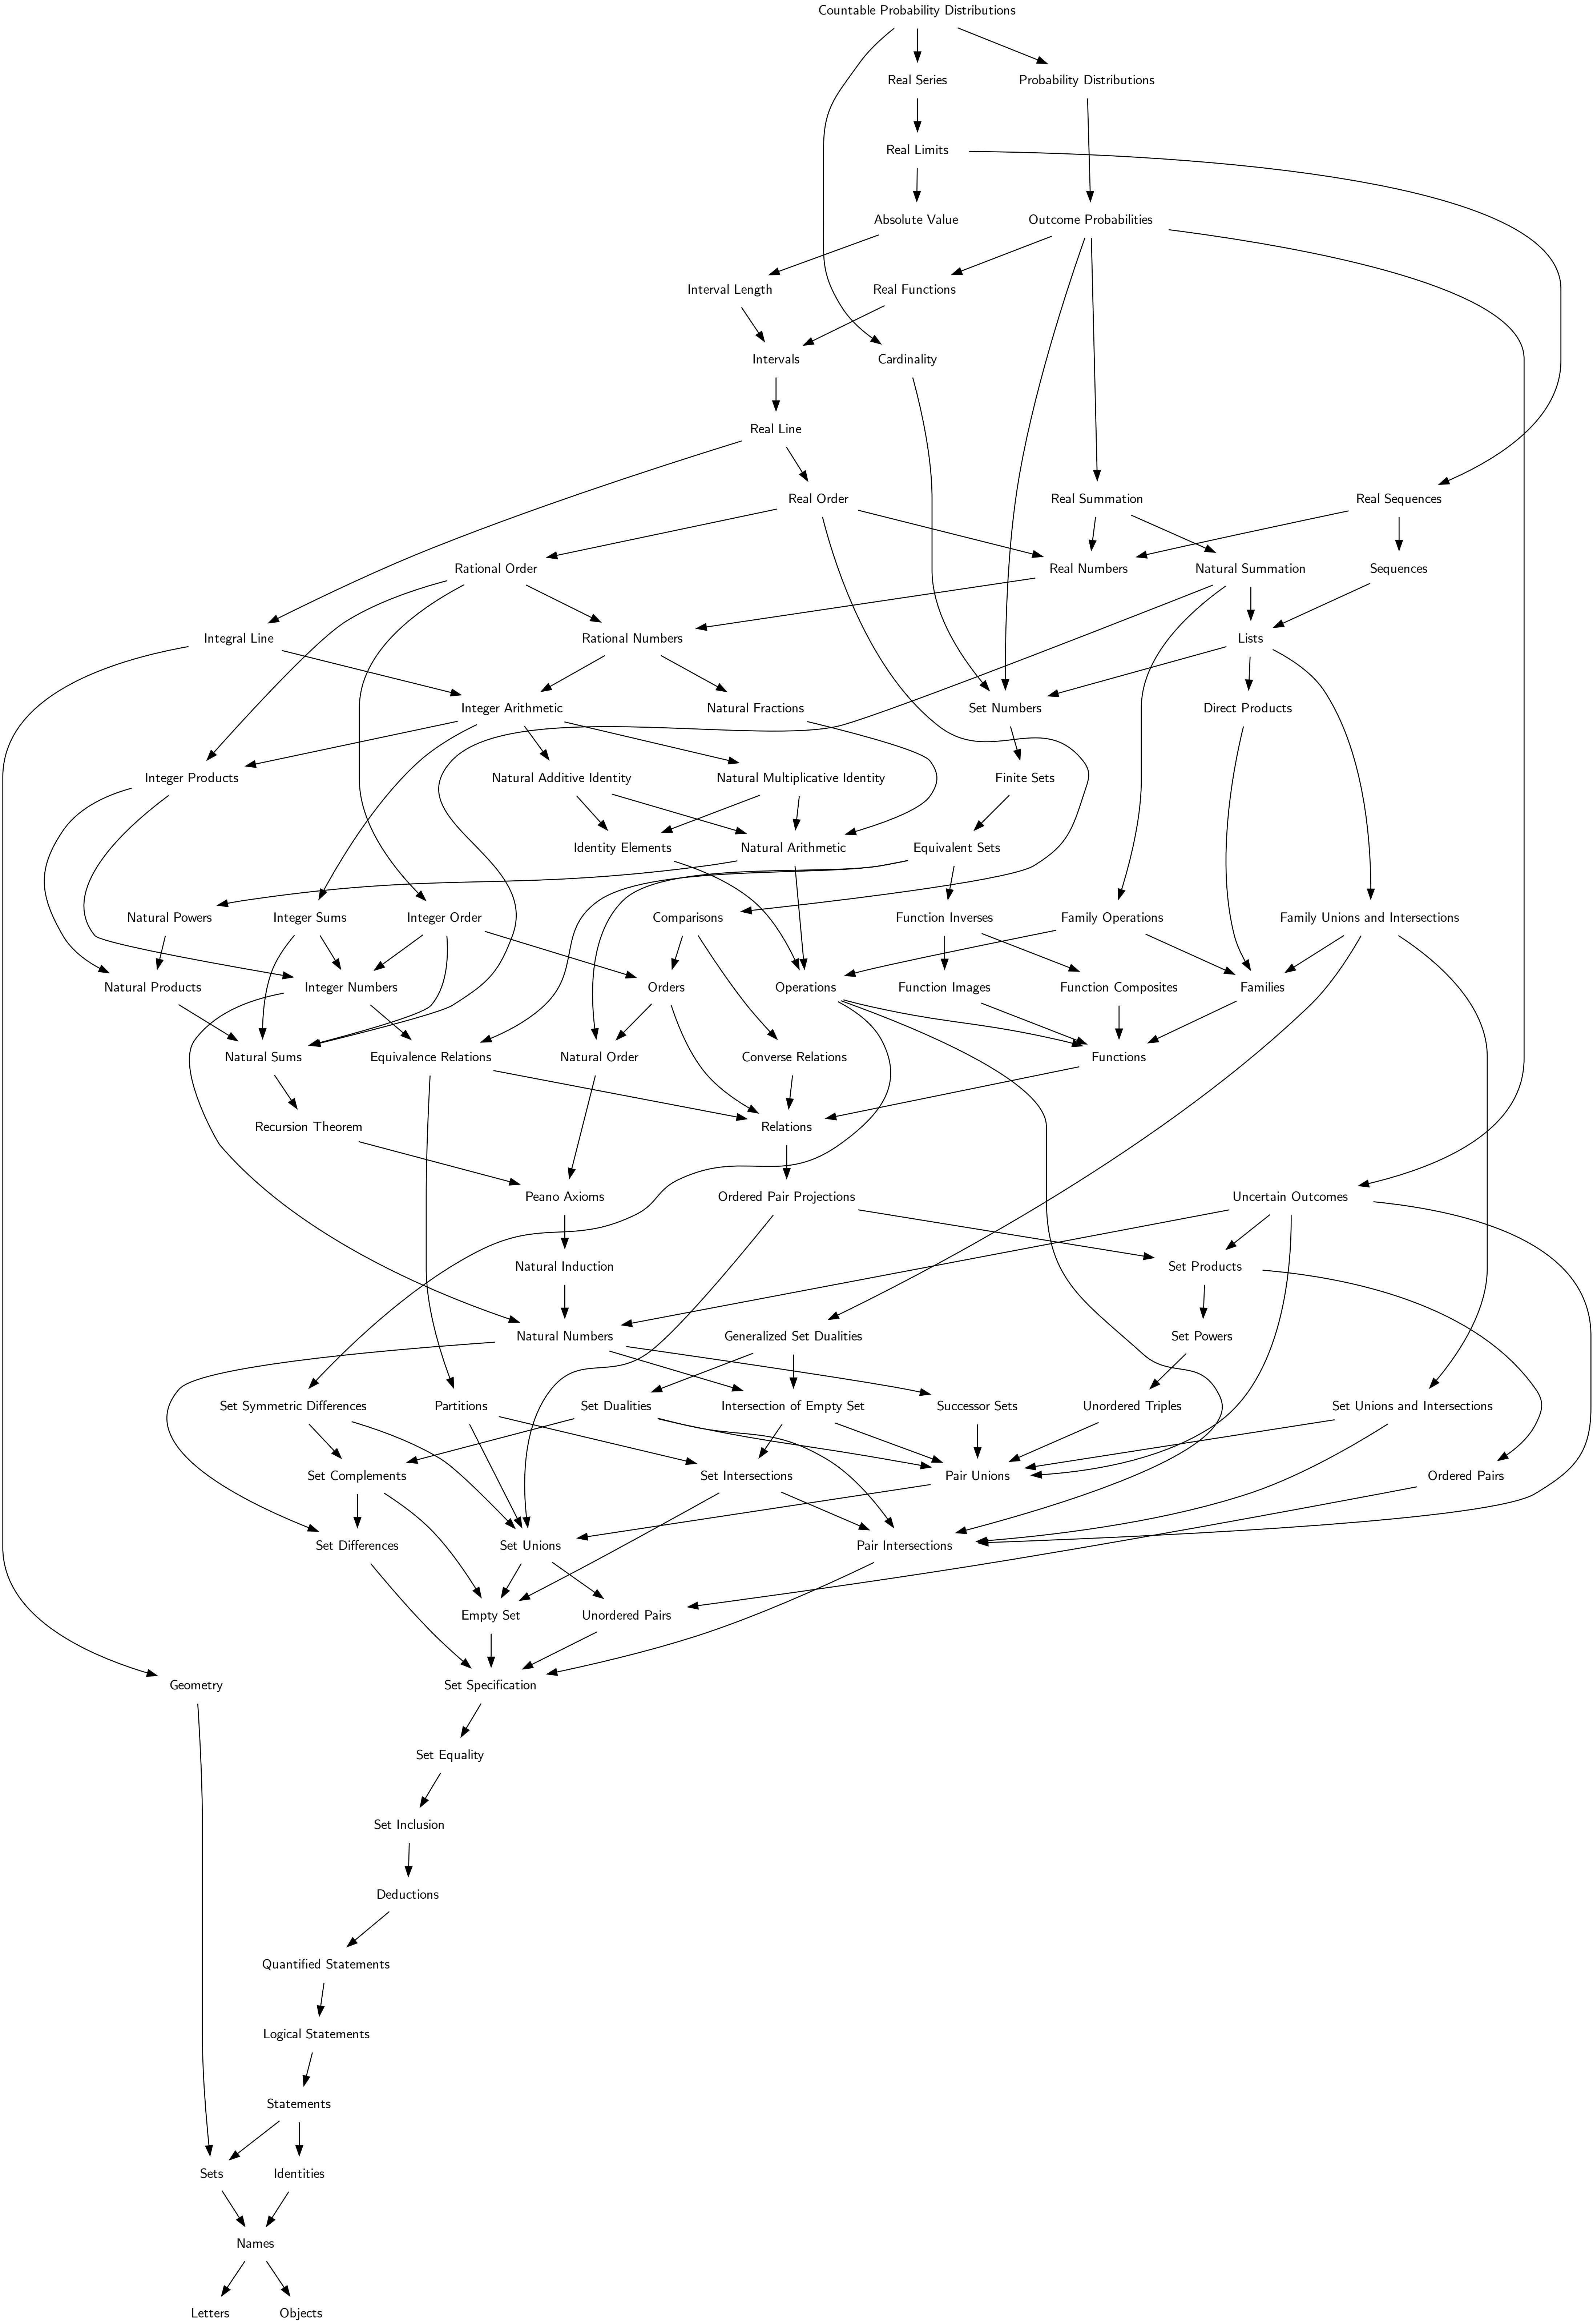 Countable Probability Distributions
Real Series
Probability Distributions
Real Limits
Absolute Value
Outcome Probabilities
Interval Length
Real Functions
Intervals
Cardinality
Real Line
Real Order
Real Summation
Real Sequences
Rational Order
Real Numbers
Natural Summation
Sequences
Integral Line
Rational Numbers
Lists
Integer Arithmetic
Natural Fractions
Set Numbers
Direct Products
Integer Products
Natural Additive Identity
Natural Multiplicative Identity
Finite Sets
Identity Elements
Natural Arithmetic
Equivalent Sets
Natural Powers
Integer Sums
Integer Order
Comparisons
Function Inverses
Family Operations
Family Unions and Intersections
Natural Products
Integer Numbers
Orders
Operations
Function Images
Function Composites
Families
Natural Sums
Equivalence Relations
Natural Order
Converse Relations
Functions
Recursion Theorem
Relations
Peano Axioms
Ordered Pair Projections
Uncertain Outcomes
Natural Induction
Set Products
Natural Numbers
Generalized Set Dualities
Set Powers
Set Symmetric Differences
Partitions
Set Dualities
Intersection of Empty Set
Successor Sets
Unordered Triples
Set Unions and Intersections
Set Complements
Set Intersections
Pair Unions
Ordered Pairs
Set Differences
Set Unions
Pair Intersections
Empty Set
Unordered Pairs
Geometry
Set Specification
Set Equality
Set Inclusion
Deductions
Quantified Statements
Logical Statements
Statements
Sets
Identities
Names
Letters
Objects